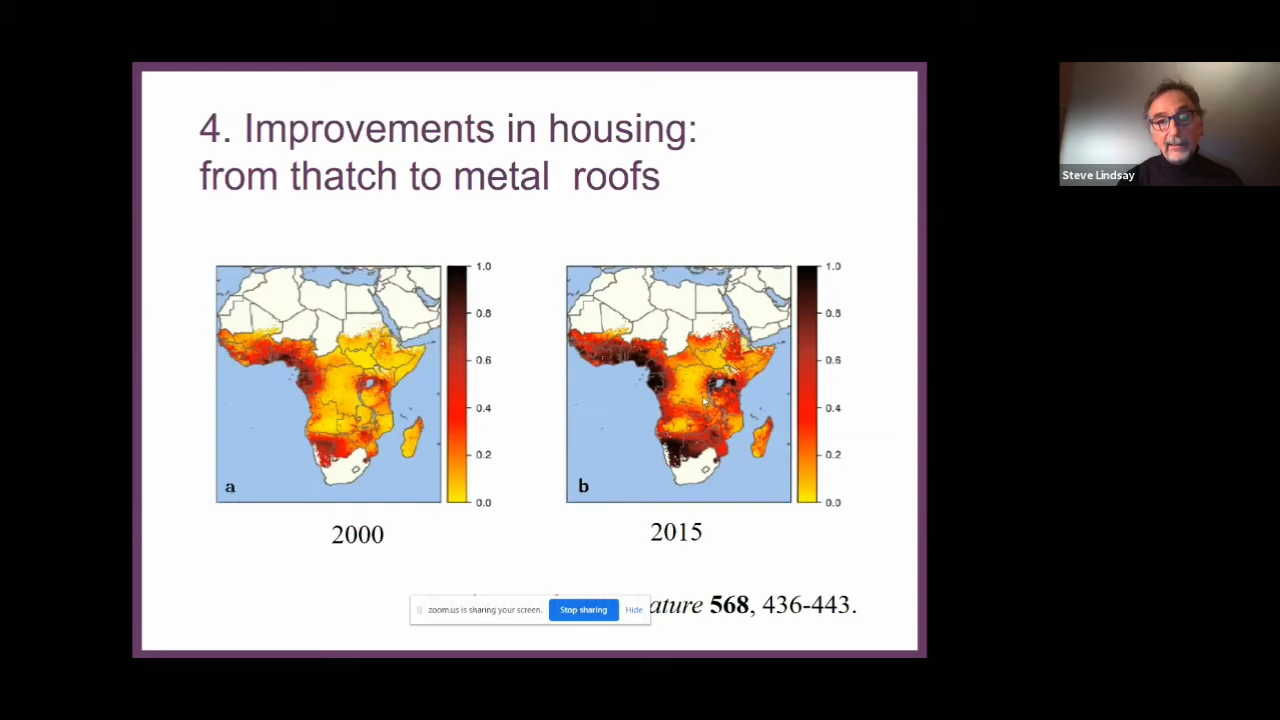 4. Improvements in housing:
from thatch to metal roofs
Steve Lindsay
1.0
0.8
0.6
0.4
0.2
0.0
a
2000
1.0
0.8
0.6
0.4
0.2
0.0
b
2015
zoom.us is sharing your screen. Stop sharing Hide
ature 568, 436-443.